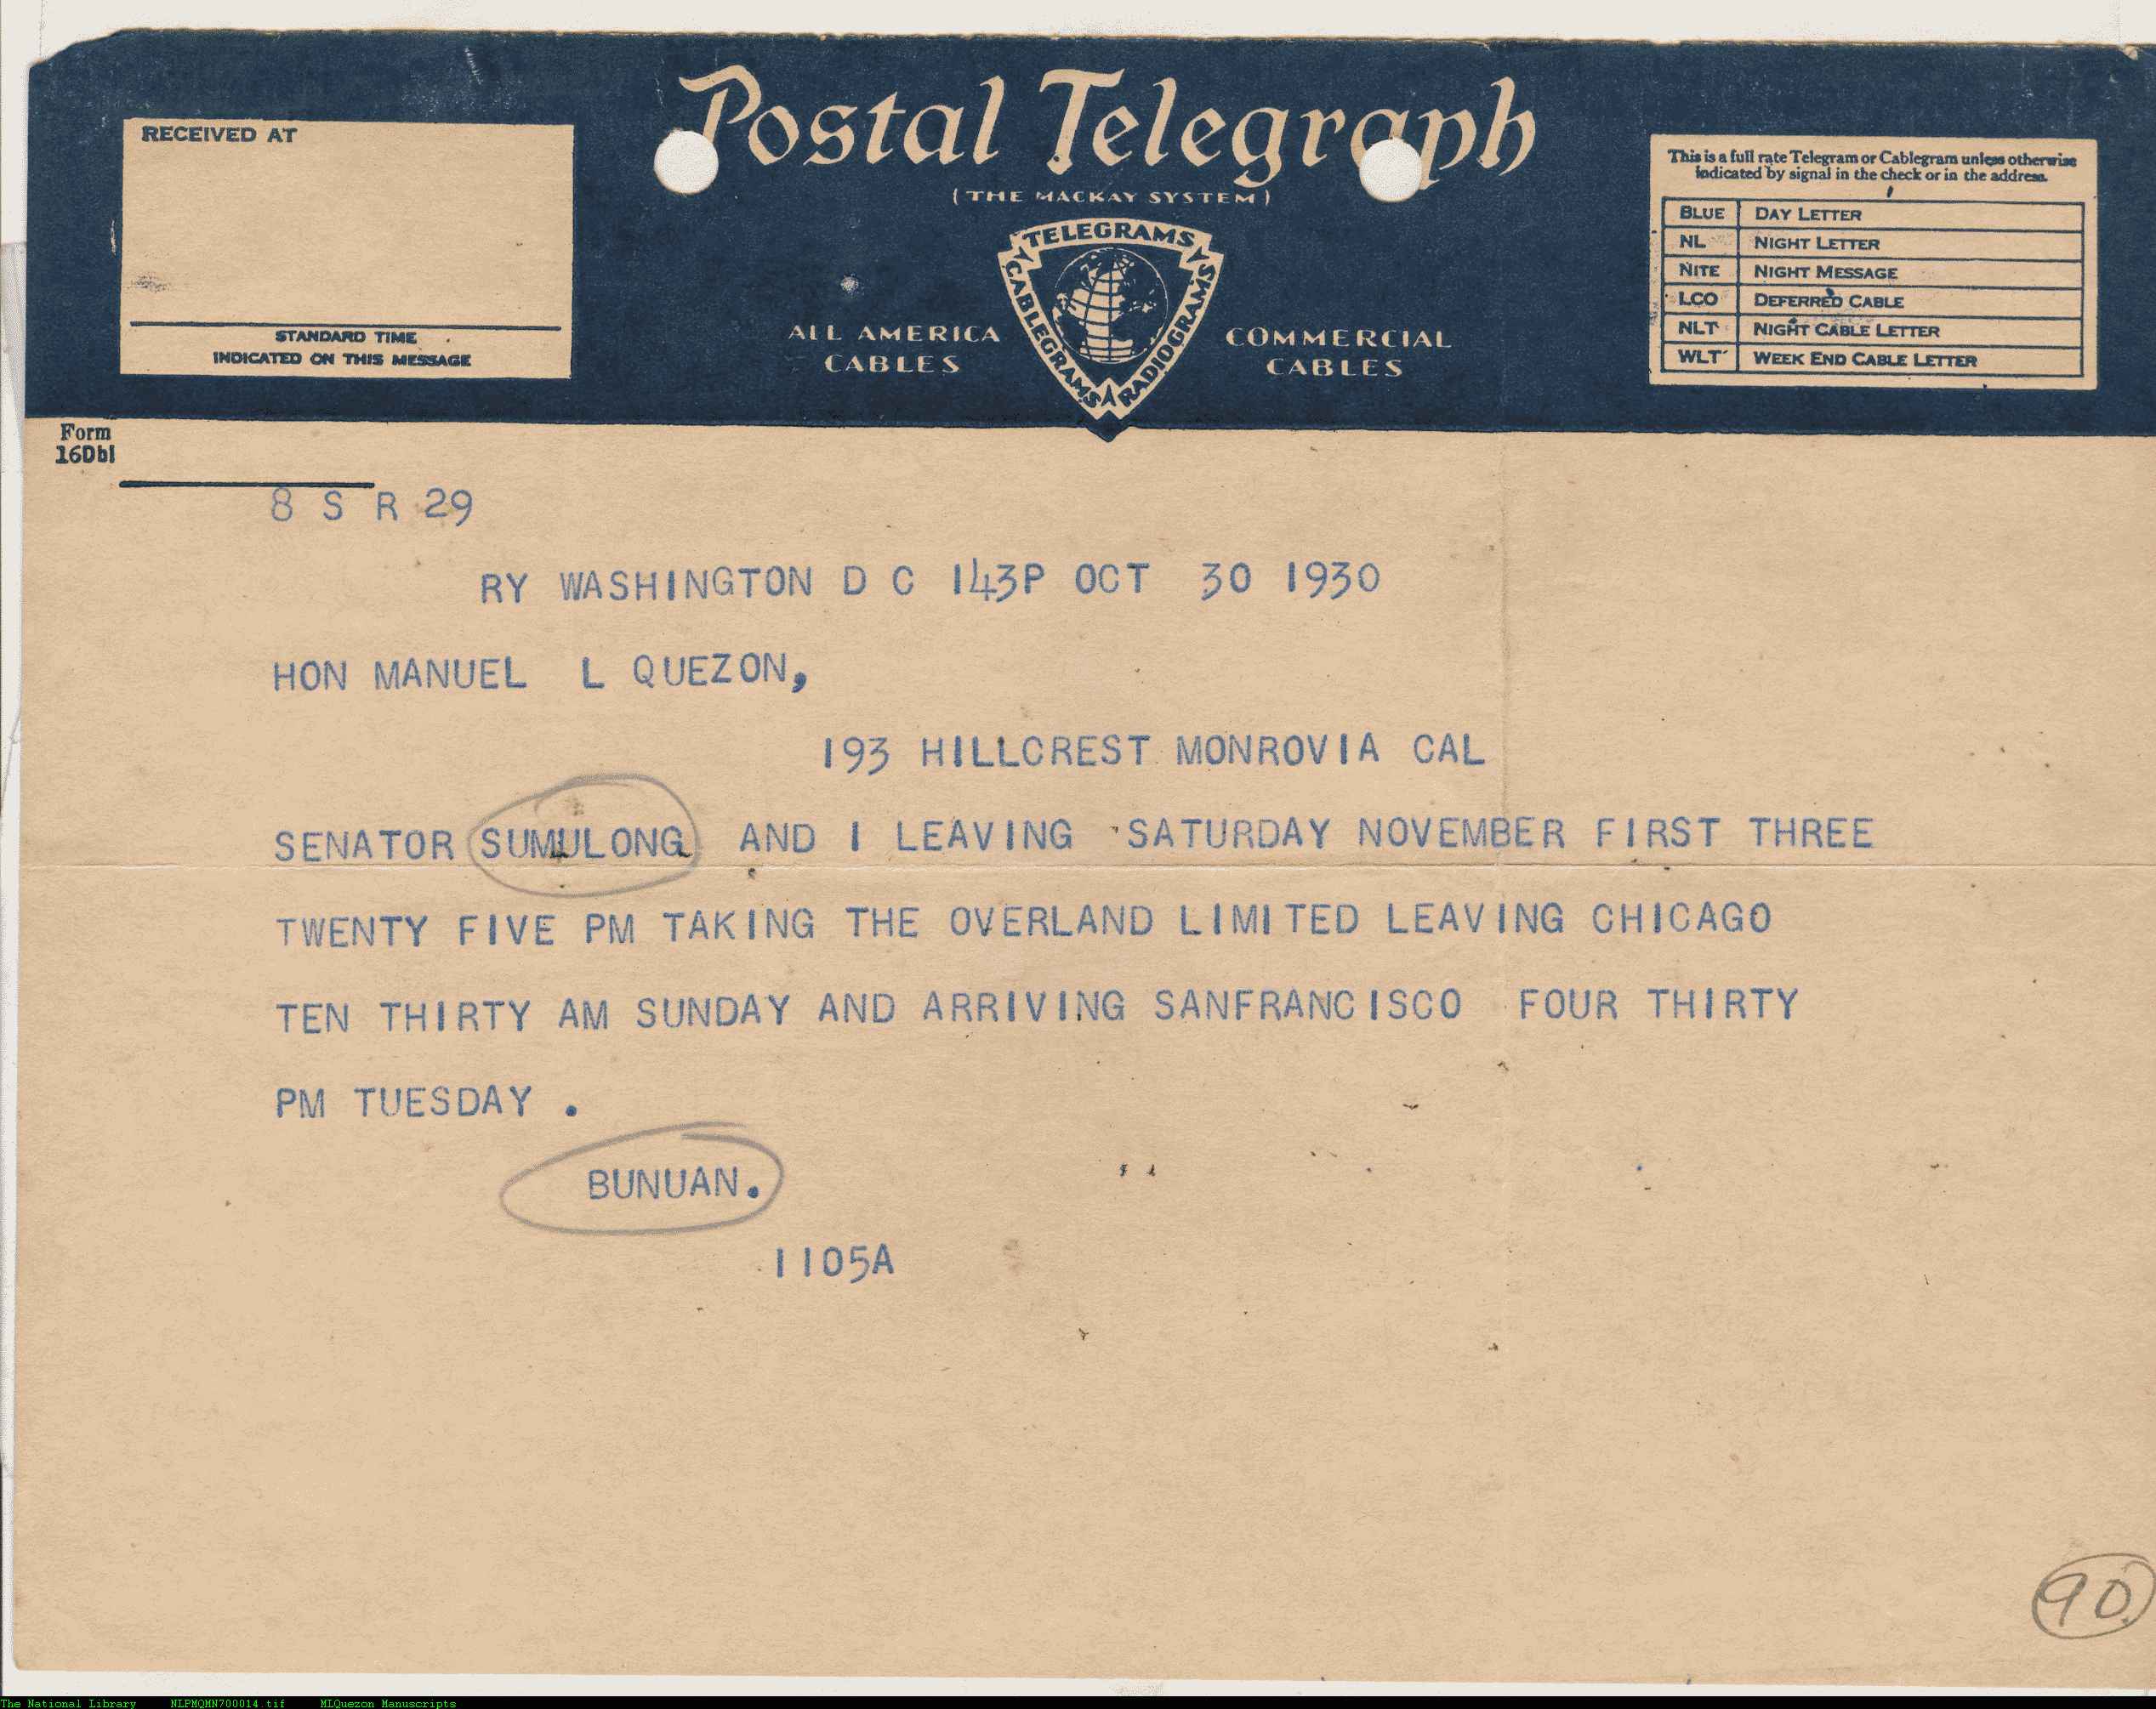 Postal Telegraph
(THE MACKAY SYSTEM)
RECEIVED AT
STANDARD TIME
INDICATED ON THIS MESSAGE
TELEGRAMS
CABLEGRAMS
RADIOGRAMS
ALL AMERICA
CABLES
COMMERCIAL
CABLES
This is a full rate Telegram or Cablegram unless otherwise
indicated by signal in the check or in the address.
BLUE DAY LETTER
NL NIGHT LETTER
NITE NIGHT MESSAGE
LCO DEFERRED CABLE
NLT NIGHT CABLE LETTER
WLT WEEK END CABLE LETTER
Form
16Dbl
8 S R 29
RY WASHINGTON D C 143P OCT 30 1930
HON MANUEL L QUEZON,
193 HILLCREST MONROVIA CAL
SENATOR SUMULONG AND I LEAVING SATURDAY NOVEMBER FIRST THREE
TWENTY FIVE PM TAKING THE OVERLAND LIMITED LEAVING CHICAGO
TEN THIRTY AM SUNDAY AND ARRIVING SANFRANCISCO FOUR THIRTY
PM TUESDAY .
BUNUAN.
1105A
90
The National Library NLPMQMN700014.tif MLQuezon Manuscripts